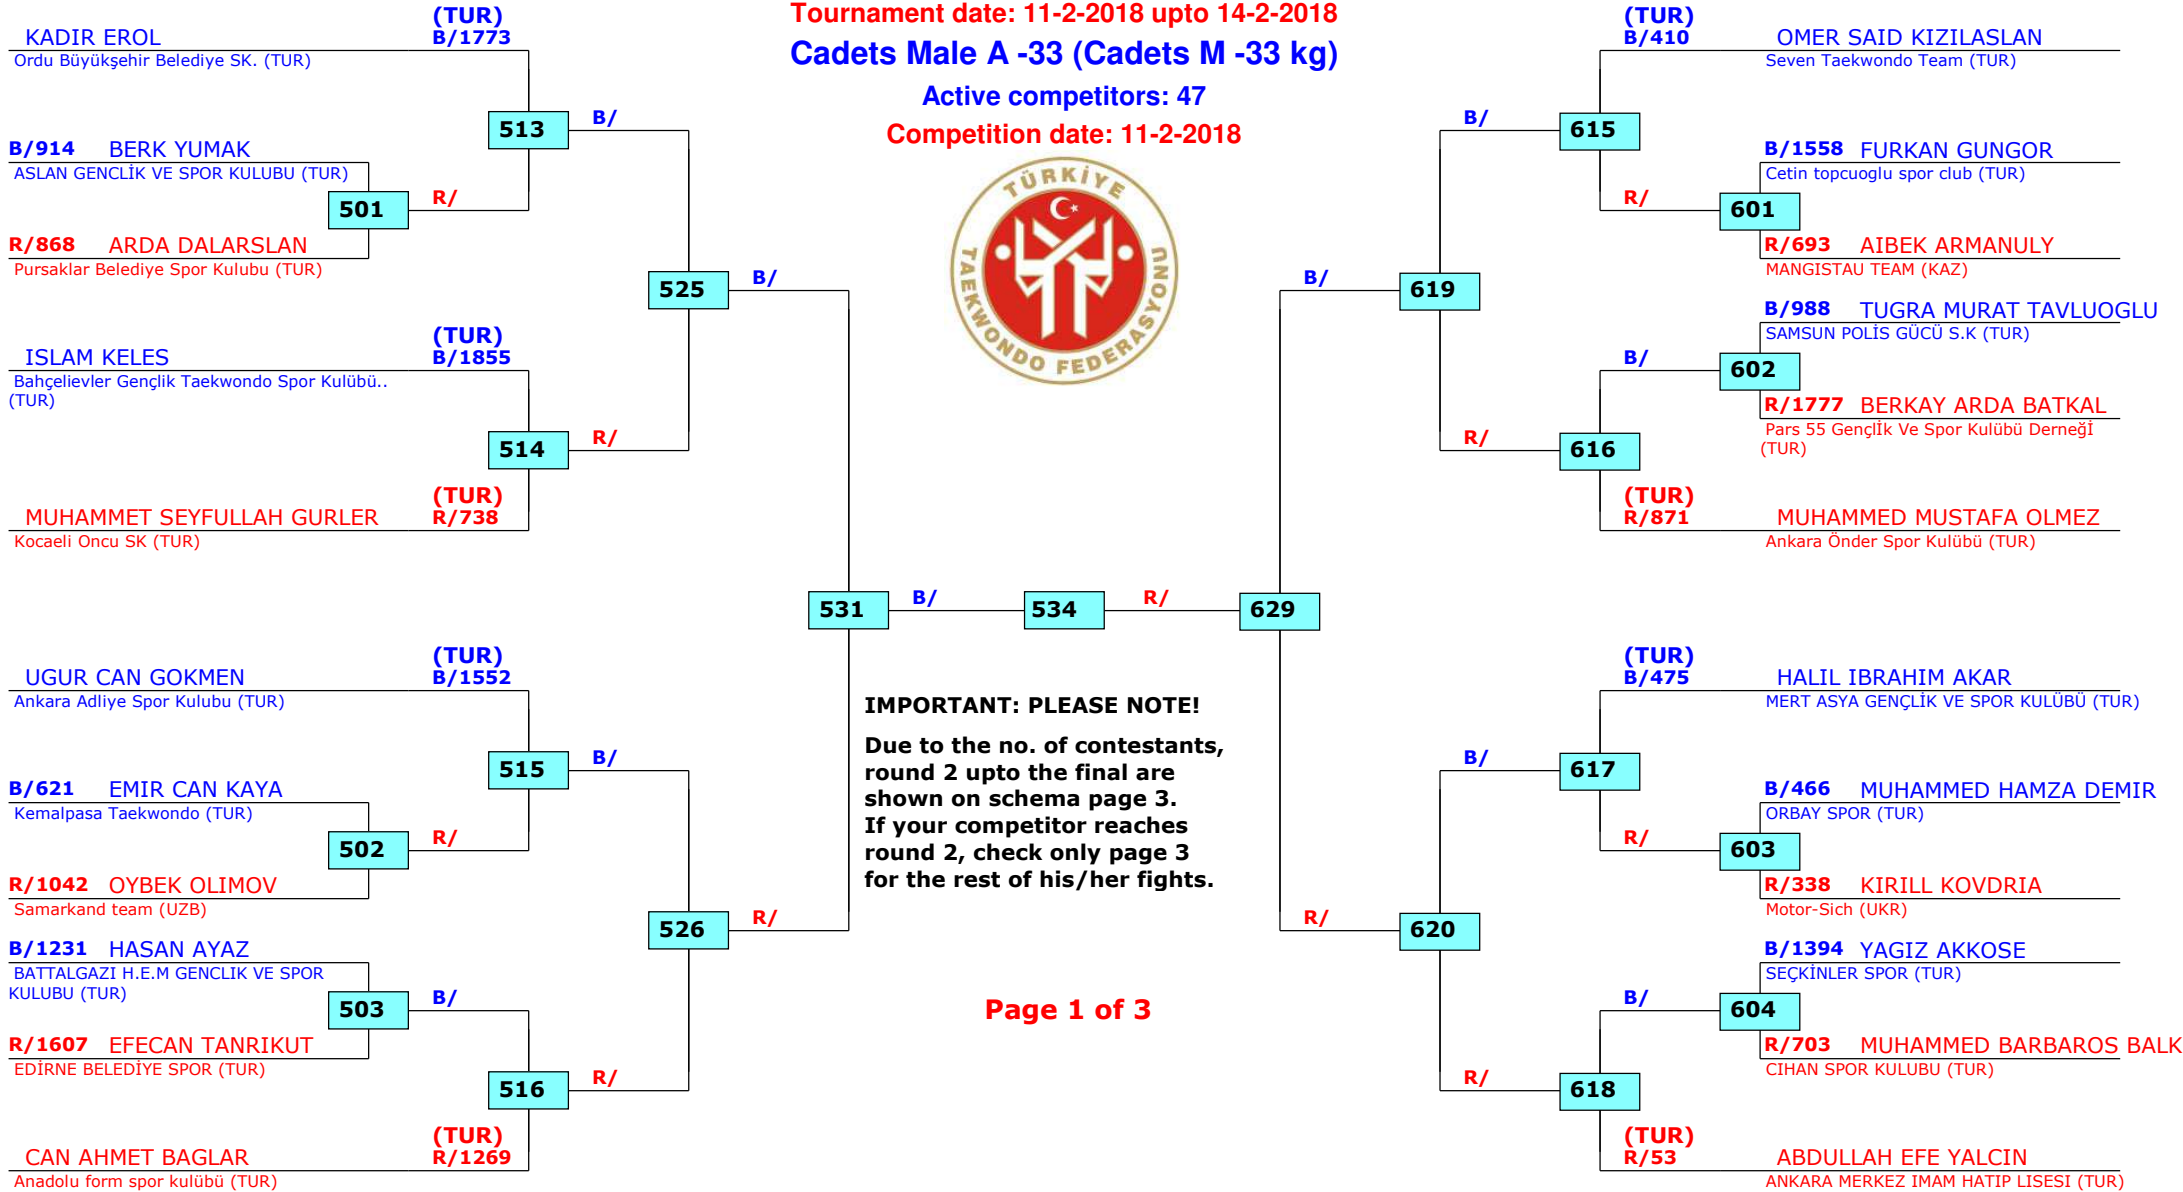 Tournament date: 11-2-2018 upto 14-2-2018
Cadets Male A -33 (Cadets M -33 kg)
Active competitors: 47
Competition date: 11-2-2018
TÜRKİYE
TAEKWONDO FEDERASYONU
(TUR)
KADIR EROL B/1773
Ordu Büyükşehir Belediye SK. (TUR)
513
B/
B/914 BERK YUMAK
ASLAN GENCLİK VE SPOR KULUBU (TUR)
501
R/
R/868 ARDA DALARSLAN
Pursaklar Belediye Spor Kulubu (TUR)
525
B/
(TUR)
ISLAM KELES B/1855
Bahçelievler Gençlik Taekwondo Spor Kulübü..
(TUR)
514
R/
(TUR)
MUHAMMET SEYFULLAH GURLER R/738
Kocaeli Oncu SK (TUR)
531
B/
534
R/
629
(TUR)
UGUR CAN GOKMEN B/1552
Ankara Adliye Spor Kulubu (TUR)
515
B/
B/621 EMIR CAN KAYA
Kemalpasa Taekwondo (TUR)
502
R/
R/1042 OYBEK OLIMOV
Samarkand team (UZB)
526
R/
B/1231 HASAN AYAZ
BATTALGAZI H.E.M GENCLIK VE SPOR
KULUBU (TUR)
503
B/
R/1607 EFECAN TANRIKUT
EDİRNE BELEDİYE SPOR (TUR)
516
R/
(TUR)
CAN AHMET BAGLAR R/1269
Anadolu form spor kulübü (TUR)
IMPORTANT: PLEASE NOTE!
Due to the no. of contestants,
round 2 upto the final are
shown on schema page 3.
If your competitor reaches
round 2, check only page 3
for the rest of his/her fights.
Page 1 of 3
(TUR)
B/410 OMER SAID KIZILASLAN
Seven Taekwondo Team (TUR)
B/
615
B/1558 FURKAN GUNGOR
Cetin topcuoglu spor club (TUR)
R/
601
R/693 AIBEK ARMANULY
MANGISTAU TEAM (KAZ)
B/
619
B/988 TUGRA MURAT TAVLUOGLU
SAMSUN POLİS GÜCÜ S.K (TUR)
B/
602
R/1777 BERKAY ARDA BATKAL
Pars 55 Gençlİk Ve Spor Kulübü Derneğİ
(TUR)
R/
616
(TUR)
R/871 MUHAMMED MUSTAFA OLMEZ
Ankara Önder Spor Kulübü (TUR)
(TUR)
B/475 HALIL IBRAHIM AKAR
MERT ASYA GENÇLİK VE SPOR KULÜBÜ (TUR)
B/
617
B/466 MUHAMMED HAMZA DEMIR
ORBAY SPOR (TUR)
R/
603
R/338 KIRILL KOVDRIA
Motor-Sich (UKR)
R/
620
B/1394 YAGIZ AKKOSE
SEÇKİNLER SPOR (TUR)
B/
604
R/703 MUHAMMED BARBAROS BALK
CIHAN SPOR KULUBU (TUR)
R/
618
(TUR)
R/53 ABDULLAH EFE YALCIN
ANKARA MERKEZ IMAM HATIP LISESI (TUR)